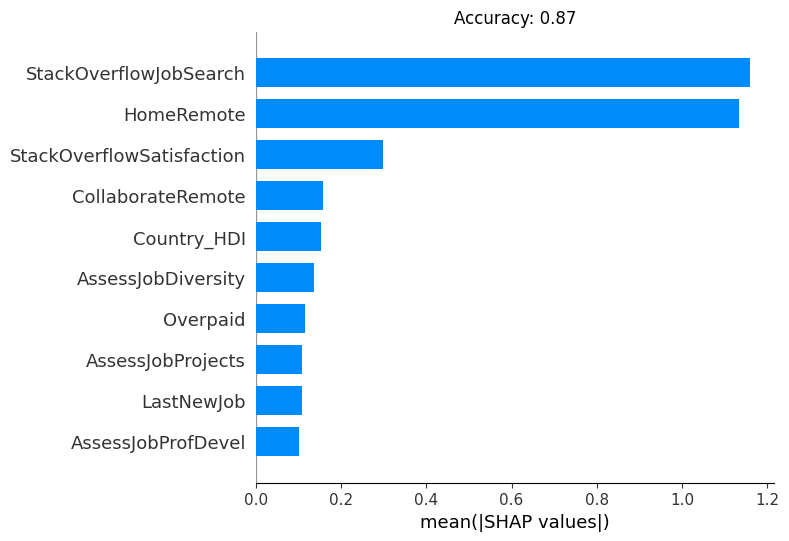 Accuracy: 0.87
StackOverflowJobSearch
HomeRemote
StackOverflowSatisfaction
CollaborateRemote
Country_HDI
AssessJobDiversity
Overpaid
AssessJobProjects
LastNewJob
AssessJobProfDevel
0.0 0.2 0.4 0.6 0.8 1.0 1.2
mean(|SHAP values|)